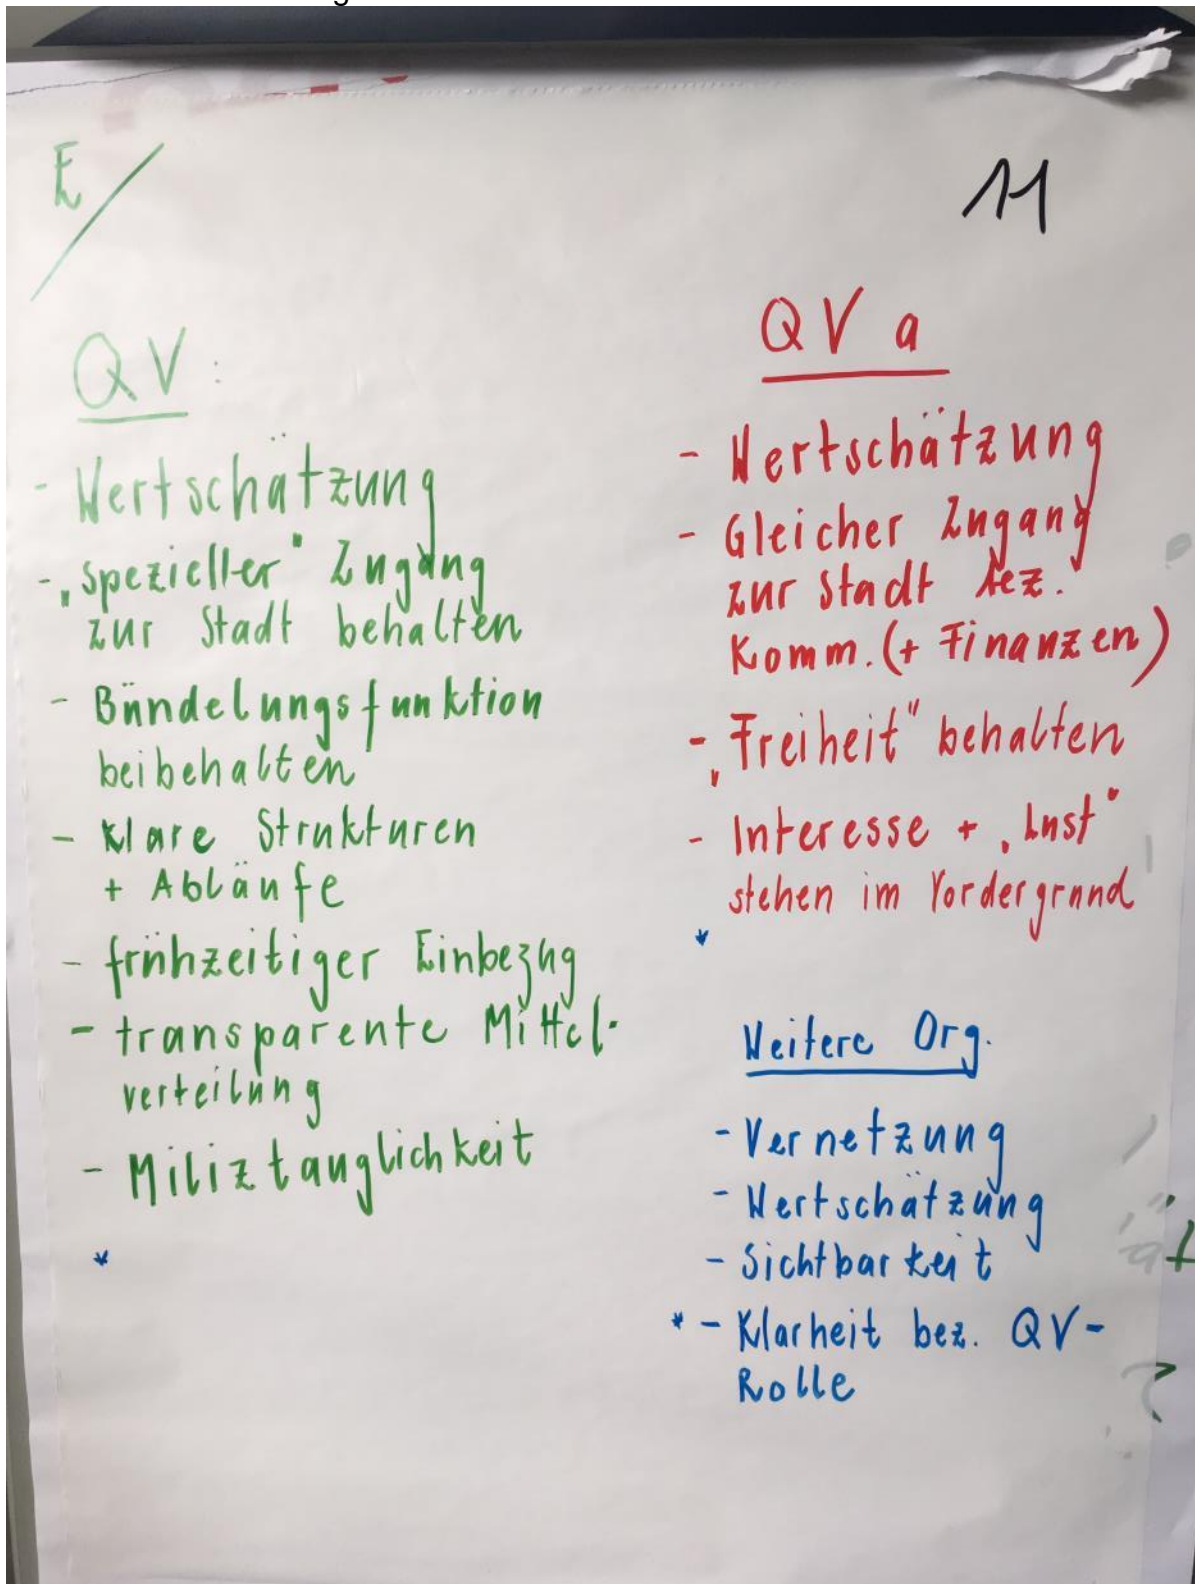 E/
11
QV:
- Wertschätzung
- „spezieller" Zugang
zur Stadt behalten
- Bündelungsfunktion
beibehalten
- Klare Strukturen
+ Abläufe
- frühzeitiger Einbezug
- transparente Mittel-
verteilung
- Miliztauglichkeit
*
QV a
- Wertschätzung
- Gleicher Zugang
zur Stadt bez.
Komm. (+ Finanzen)
- „Freiheit" behalten
- Interesse + „Lust"
stehen im Vordergrund
*
Weitere Org.
- Vernetzung
- Wertschätzung
- Sichtbarkeit
* - Klarheit bez. QV-
Rolle